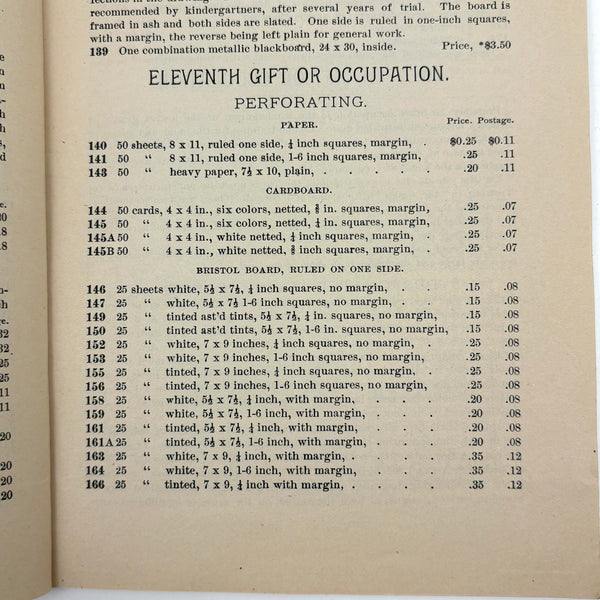 recommended by kindergartners, after several years of trial. The board is
framed in ash and both sides are slated. One side is ruled in one-inch squares,
with a margin, the reverse being left plain for general work.
139 One combination metallic blackboard, 24 x 30, inside. Price, *$3.50
ELEVENTH GIFT OR OCCUPATION.
PERFORATING.
PAPER. Price. Postage.
140 50 sheets, 8 x 11, ruled one side, ¼ inch squares, margin, . $0.25 $0.11
141 50 “ 8 x 11, ruled one side, 1-6 inch squares, margin, .25 .11
143 50 “ heavy paper, 7½ x 10, plain, . . . . . .20 .11
CARDBOARD.
144 50 cards, 4 x 4 in., six colors, netted, ⅜ in. squares, margin, .25 .07
145 50 “ 4 x 4 in., six colors, netted, ¼ in. squares, margin, .25 .07
145A 50 “ 4 x 4 in., white netted, ¼ inch squares, margin, . .25 .07
145B 50 “ 4 x 4 in., white netted, ⅜ inch squares, margin, . .25 .07
BRISTOL BOARD, RULED ON ONE SIDE.
146 25 sheets white, 5½ x 7½, ¼ inch squares, no margin, . . .15 .08
147 25 “ white, 5½ x 7½ 1-6 inch squares, no margin, . . .15 .08
149 25 “ tinted ast’d tints, 5½ x 7½, ¼ in. squares, no margin, .15 .08
150 25 “ tinted ast’d tints, 5½ x 7½, 1-6 in. squares, no margin, .15 .08
152 25 “ white, 7 x 9 inches, ¼ inch squares, no margin, . .25 .08
153 25 “ white, 7 x 9 inches, 1-6 inch squares, no margin, . .25 .08
155 25 “ tinted, 7 x 9 inches, ¼ inch squares, no margin, . .25 .08
156 25 “ tinted, 7 x 9 inches, 1-6 inch squares, no margin, .25 .08
158 25 “ white, 5½ x 7½, ¼ inch, with margin, . . . .20 .08
159 25 “ white, 5½ x 7½, 1-6 inch, with margin, . . . .20 .08
161 25 “ tinted, 5½ x 7½, ¼ inch, with margin, . . . .20 .08
161A 25 “ tinted, 5½ x 7½, 1-6 inch, with margin, . . . .20 .08
163 25 “ white, 7 x 9, ¼ inch, with margin, . . . . .35 .12
164 25 “ white, 7 x 9, 1-6 inch, with margin, . . . .35 .12
166 25 “ tinted, 7 x 9, ¼ inch with margin, . . . . .35 .12